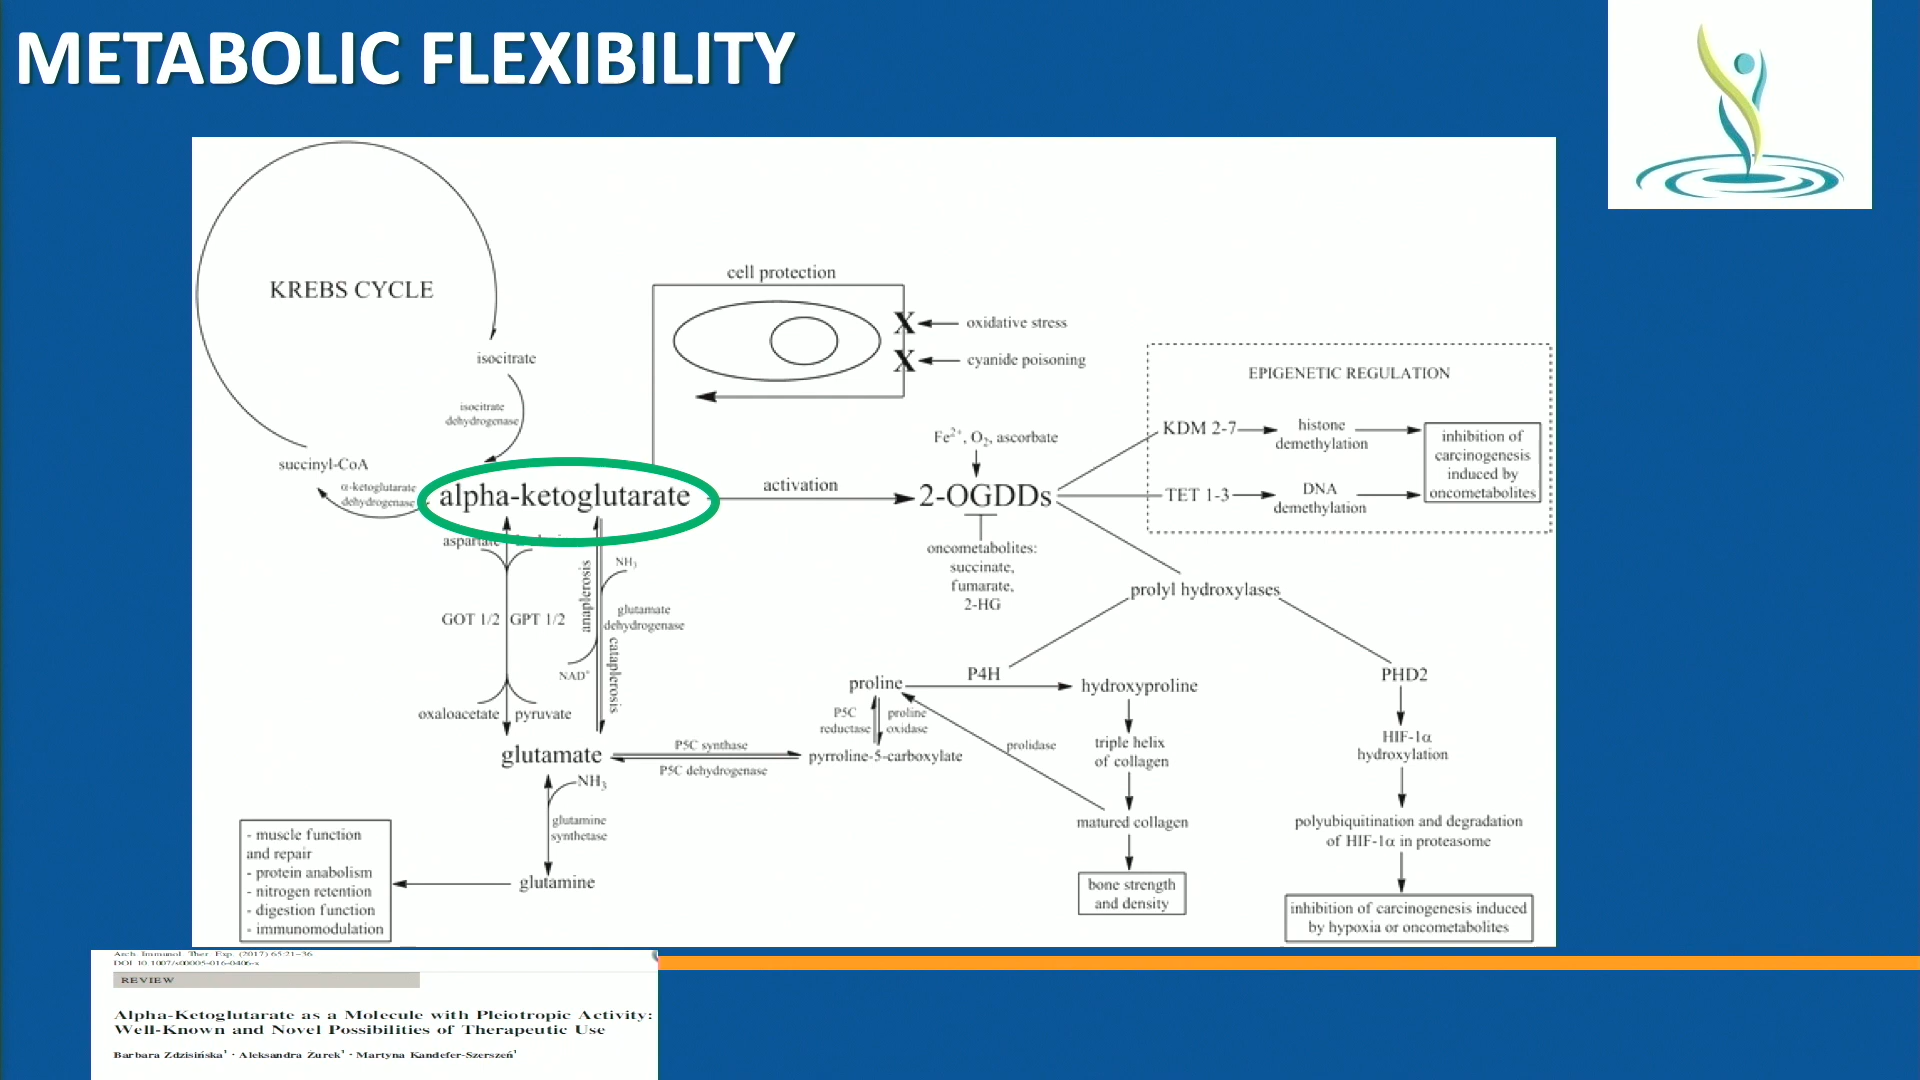 METABOLIC FLEXIBILITY
KREBS CYCLE
isocitrate
isocitrate
dehydrogenase
succinyl-CoA
α-ketoglutarate
dehydrogenase
alpha-ketoglutarate
cell protection
X
oxidative stress
X
cyanide poisoning
activation
Fe²⁺, O₂, ascorbate
2-OGDDs
oncometabolites:
succinate,
fumarate,
2-HG
EPIGENETIC REGULATION
KDM 2-7
histone
demethylation
TET 1-3
DNA
demethylation
inhibition of
carcinogenesis
induced by
oncometabolites
aspartate
GOT 1/2
GPT 1/2
oxaloacetate
pyruvate
anaplerosis
cataplerosis
NH₃
glutamate
dehydrogenase
NAD⁺
glutamate
P5C synthase
P5C dehydrogenase
pyrroline-5-carboxylate
P5C
reductase
proline
oxidase
proline
P4H
hydroxyproline
prolyl hydroxylases
PHD2
triple helix
of collagen
prolidase
matured collagen
bone strength
and density
HIF-1α
hydroxylation
polyubiquitination and degradation
of HIF-1α in proteasome
inhibition of carcinogenesis induced
by hypoxia or oncometabolites
NH₃
glutamine
synthetase
glutamine
- muscle function
and repair
- protein anabolism
- nitrogen retention
- digestion function
- immunomodulation
Arch. Immunol. Ther. Exp. (2017) 65:21–36
DOI 10.1007/s00005-016-0406-x
REVIEW
Alpha-Ketoglutarate as a Molecule with Pleiotropic Activity:
Well-Known and Novel Possibilities of Therapeutic Use
Barbara Zdzisińska¹ · Aleksandra Żurek¹ · Martyna Kandefer-Szerszeń¹